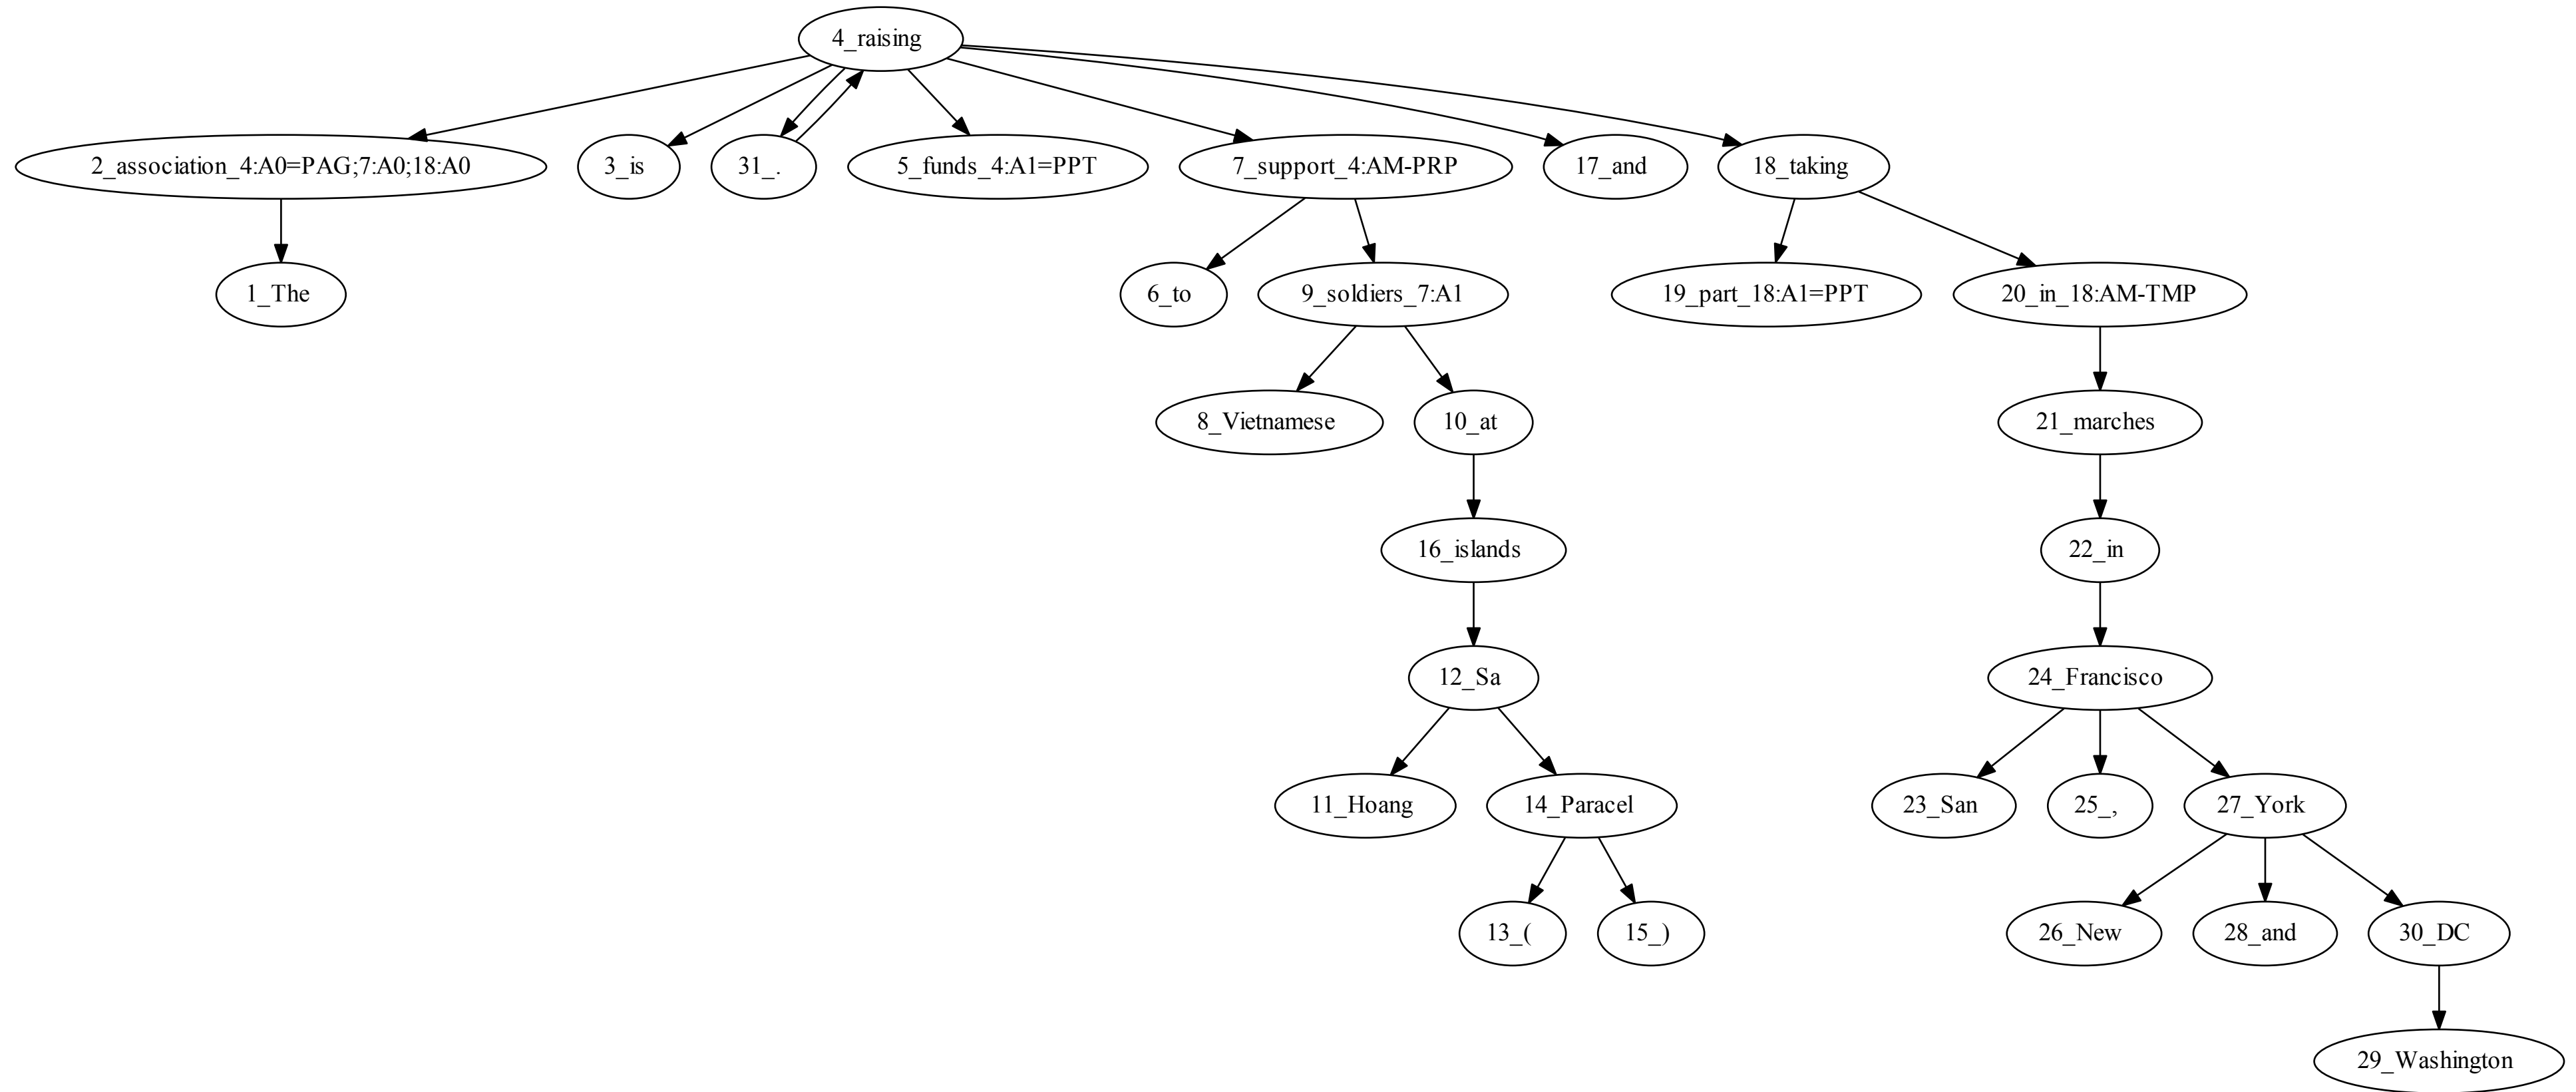 4_raising
2_association_4:A0=PAG;7:A0;18:A0
3_is
31_.
5_funds_4:A1=PPT
7_support_4:AM-PRP
17_and
18_taking
1_The
6_to
9_soldiers_7:A1
19_part_18:A1=PPT
20_in_18:AM-TMP
8_Vietnamese
10_at
21_marches
16_islands
22_in
12_Sa
24_Francisco
11_Hoang
14_Paracel
23_San
25_,
27_York
13_(
15_)
26_New
28_and
30_DC
29_Washington